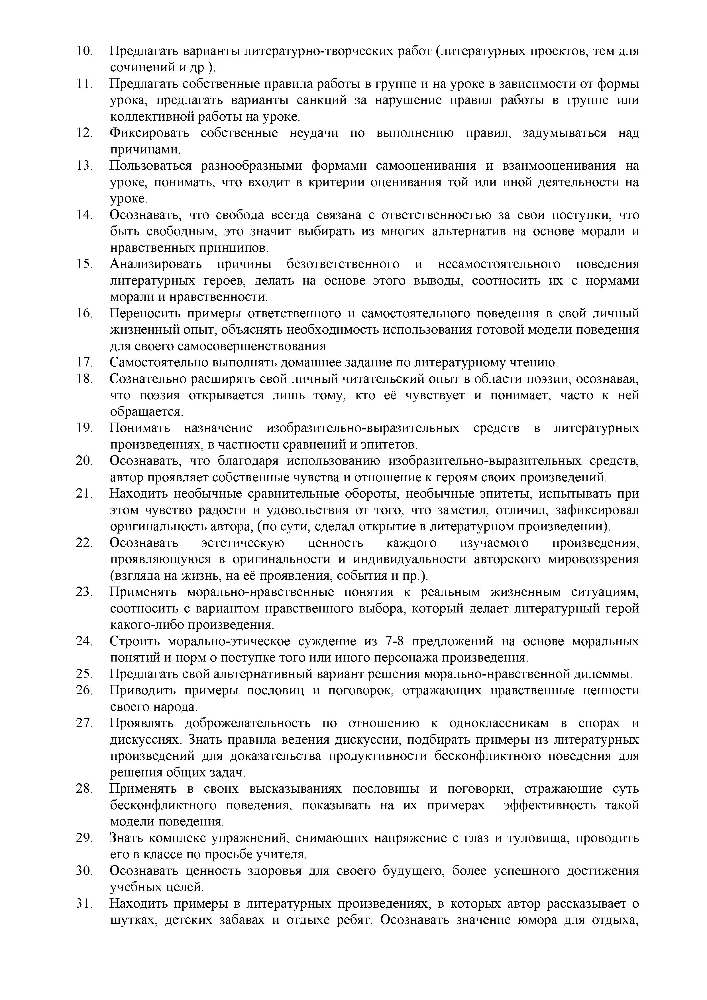 10. Предлагать варианты литературно-творческих работ (литературных проектов, тем для
сочинений и др.).
11. Предлагать собственные правила работы в группе и на уроке в зависимости от формы
урока, предлагать варианты санкций за нарушение правил работы в группе или
коллективной работы на уроке.
12. Фиксировать собственные неудачи по выполнению правил, задумываться над
причинами.
13. Пользоваться разнообразными формами самооценивания и взаимооценивания на
уроке, понимать, что входит в критерии оценивания той или иной деятельности на
уроке.
14. Осознавать, что свобода всегда связана с ответственностью за свои поступки, что
быть свободным, это значит выбирать из многих альтернатив на основе морали и
нравственных принципов.
15. Анализировать причины безответственного и несамостоятельного поведения
литературных героев, делать на основе этого выводы, соотносить их с нормами
морали и нравственности.
16. Переносить примеры ответственного и самостоятельного поведения в свой личный
жизненный опыт, объяснять необходимость использования готовой модели поведения
для своего самосовершенствования
17. Самостоятельно выполнять домашнее задание по литературному чтению.
18. Сознательно расширять свой личный читательский опыт в области поэзии, осознавая,
что поэзия открывается лишь тому, кто её чувствует и понимает, часто к ней
обращается.
19. Понимать назначение изобразительно-выразительных средств в литературных
произведениях, в частности сравнений и эпитетов.
20. Осознавать, что благодаря использованию изобразительно-выразительных средств,
автор проявляет собственные чувства и отношение к героям своих произведений.
21. Находить необычные сравнительные обороты, необычные эпитеты, испытывать при
этом чувство радости и удовольствия от того, что заметил, отличил, зафиксировал
оригинальность автора, (по сути, сделал открытие в литературном произведении).
22. Осознавать эстетическую ценность каждого изучаемого произведения,
проявляющуюся в оригинальности и индивидуальности авторского мировоззрения
(взгляда на жизнь, на её проявления, события и пр.).
23. Применять морально-нравственные понятия к реальным жизненным ситуациям,
соотносить с вариантом нравственного выбора, который делает литературный герой
какого-либо произведения.
24. Строить морально-этическое суждение из 7-8 предложений на основе моральных
понятий и норм о поступке того или иного персонажа произведения.
25. Предлагать свой альтернативный вариант решения морально-нравственной дилеммы.
26. Приводить примеры пословиц и поговорок, отражающих нравственные ценности
своего народа.
27. Проявлять доброжелательность по отношению к одноклассникам в спорах и
дискуссиях. Знать правила ведения дискуссии, подбирать примеры из литературных
произведений для доказательства продуктивности бесконфликтного поведения для
решения общих задач.
28. Применять в своих высказываниях пословицы и поговорки, отражающие суть
бесконфликтного поведения, показывать на их примерах эффективность такой
модели поведения.
29. Знать комплекс упражнений, снимающих напряжение с глаз и туловища, проводить
его в классе по просьбе учителя.
30. Осознавать ценность здоровья для своего будущего, более успешного достижения
учебных целей.
31. Находить примеры в литературных произведениях, в которых автор рассказывает о
шутках, детских забавах и отдыхе ребят. Осознавать значение юмора для отдыха,